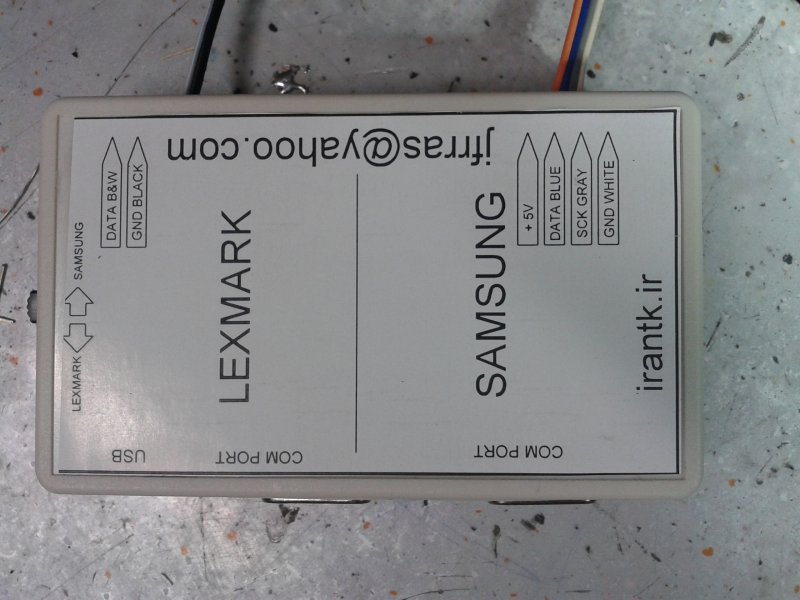 jfrras@yahoo.com
DATA B&W
GND BLACK
+ 5V
DATA BLUE
SCK GRAY
GND WHITE
SAMSUNG
LEXMARK
LEXMARK
SAMSUNG
irantk.ir
USB
COM PORT
COM PORT